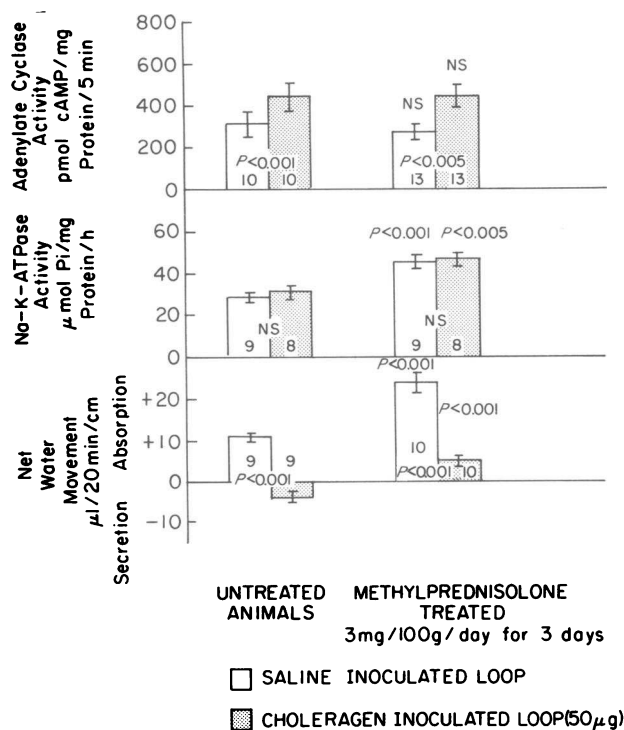 Adenylate Cyclase
Activity
pmol cAMP/mg
Protein/5 min
800
600
400
200
0
NS
NS
P<0.001
P<0.005
10
10
13
13
Na-K-ATPase
Activity
μmol Pi/mg
Protein/h
60
40
20
0
P<0.001
P<0.005
NS
NS
9
8
9
8
Net
Water
Movement
μl/20 min/cm
Secretion Absorption
+20
+10
0
-10
P<0.001
P<0.001
9
9
10
P<0.001
P<0.001
10
UNTREATED
ANIMALS
METHYLPREDNISOLONE
TREATED
3mg/100g/day for 3 days
SALINE INOCULATED LOOP
CHOLERAGEN INOCULATED LOOP(50μg)